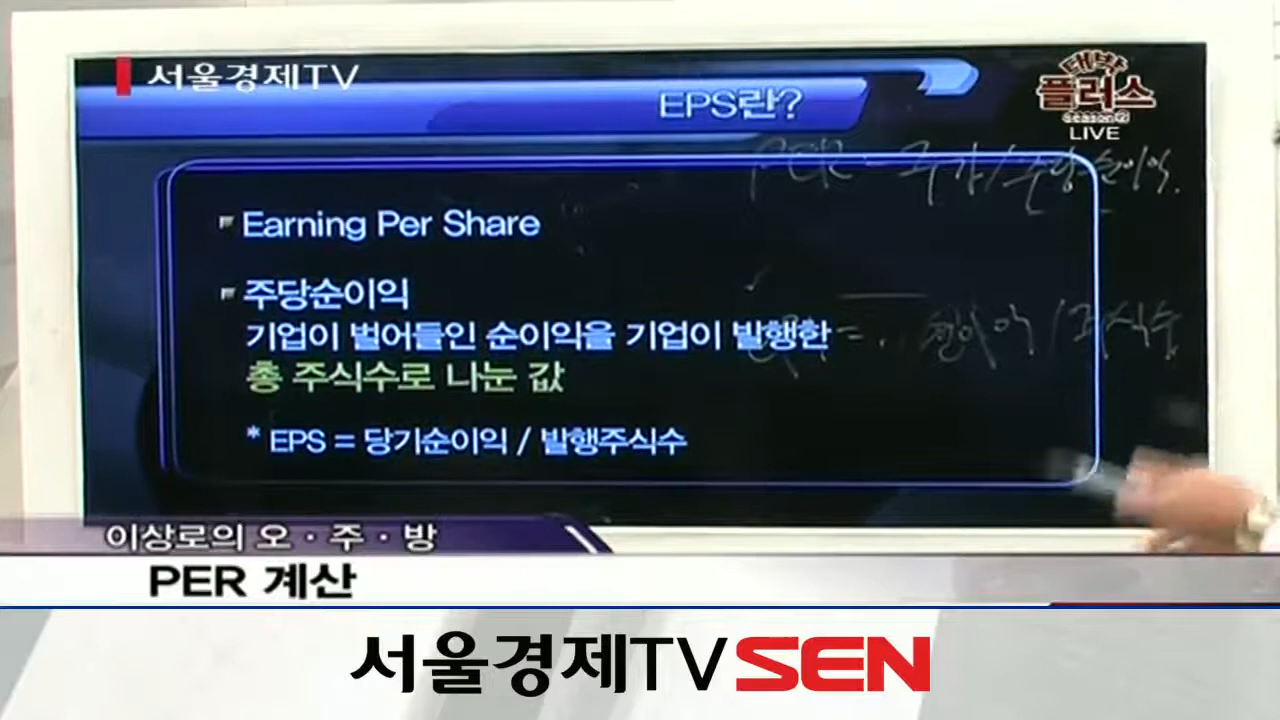 서울경제TV
EPS란?
대박
플러스
season2
LIVE
PER = 주가 / 주당순이익
Earning Per Share
주당순이익
기업이 벌어들인 순이익을 기업이 발행한
총 주식수로 나눈 값
* EPS = 당기순이익 / 발행주식수
이상로의 오·주·방
PER 계산
서울경제TV SEN